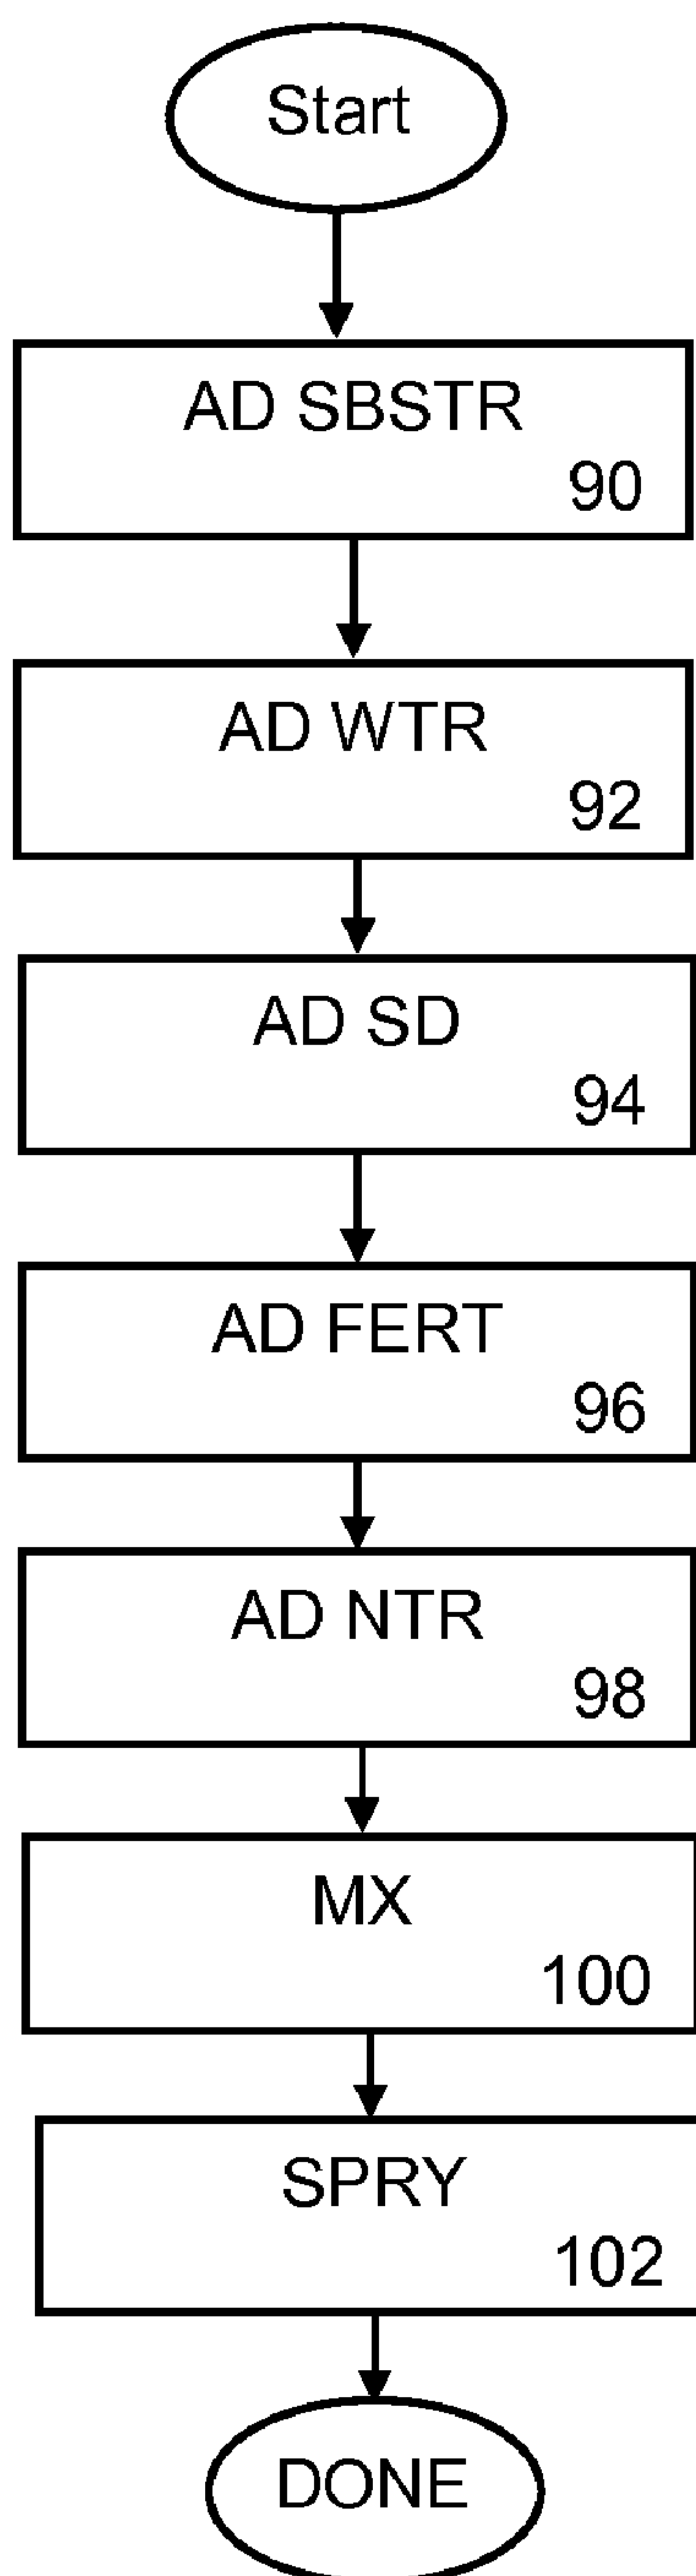 Start
AD SBSTR
90
AD WTR
92
AD SD
94
AD FERT
96
AD NTR
98
MX
100
SPRY
102
DONE